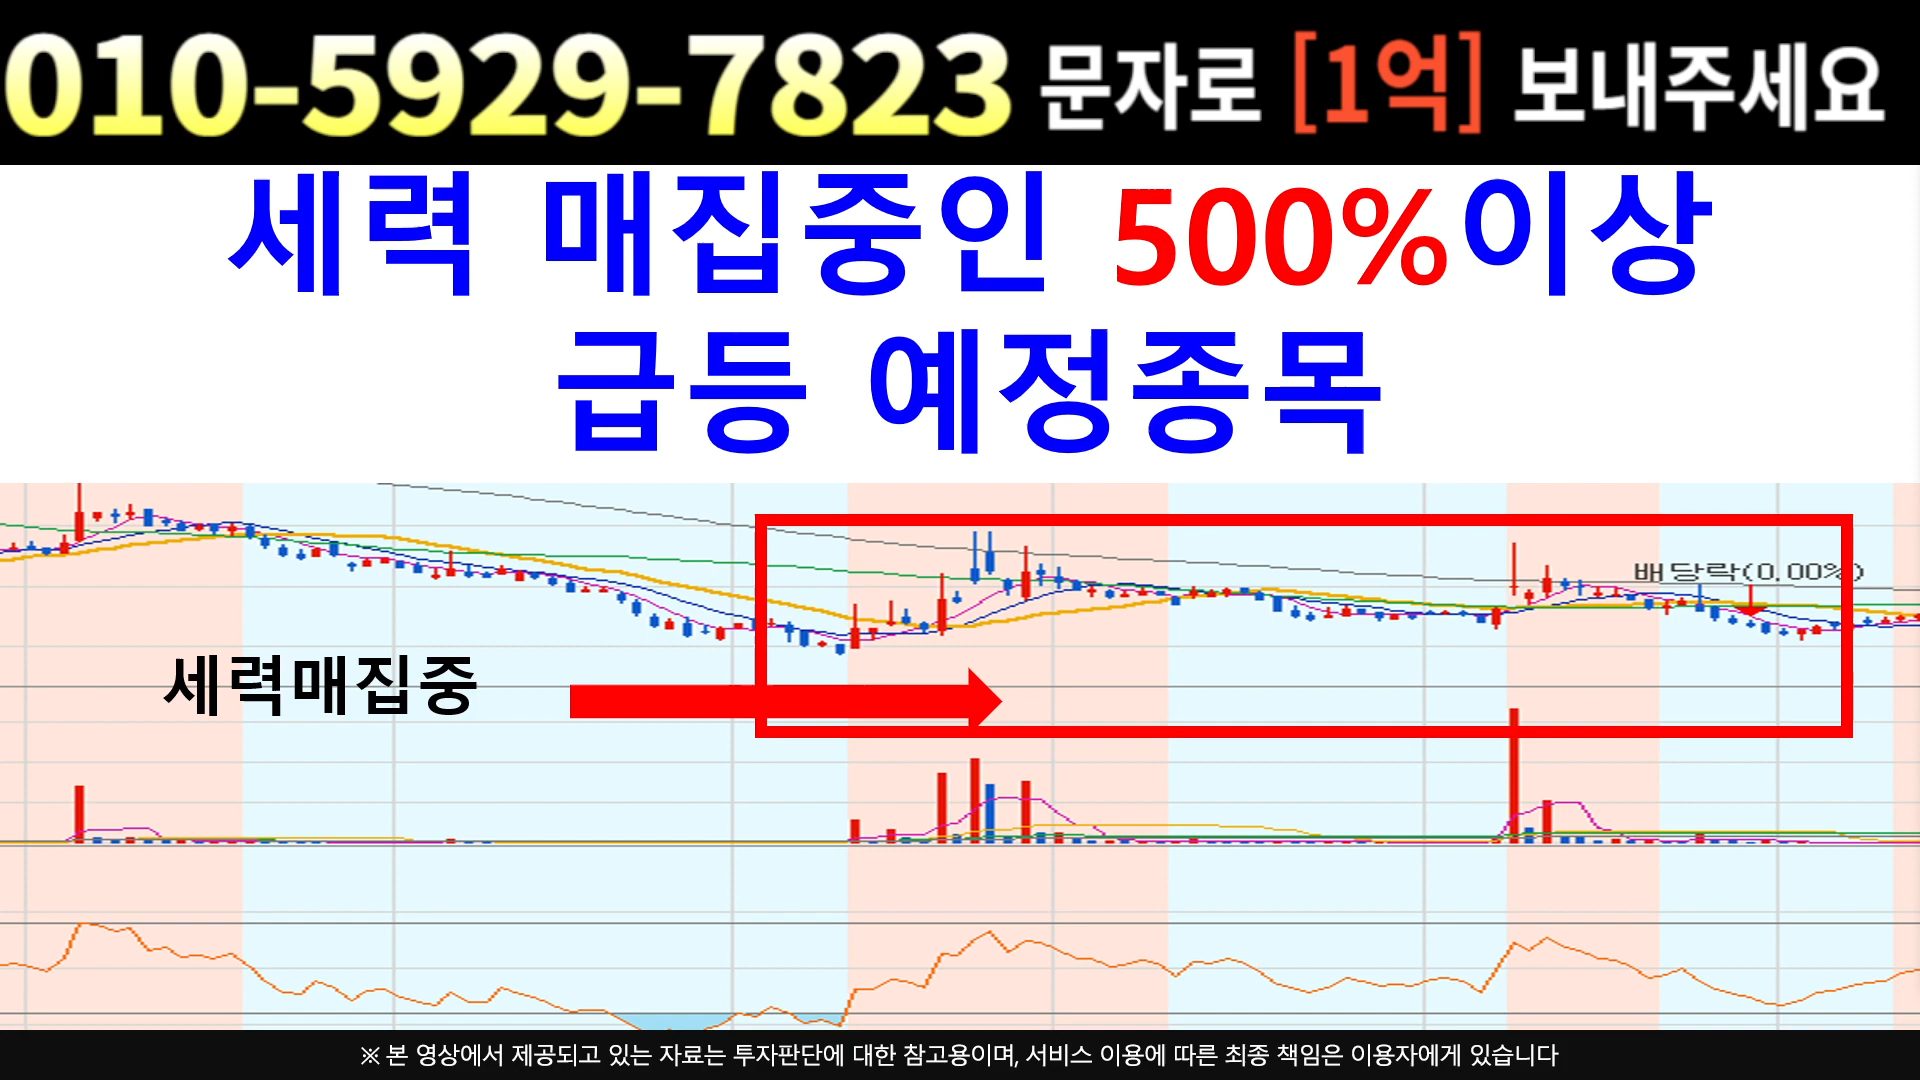 010-5929-7823 문자로 [1억] 보내주세요
세력 매집중인 500%이상
급등 예정종목
배당락(0.00%)
세력매집중
※ 본 영상에서 제공되고 있는 자료는 투자판단에 대한 참고용이며, 서비스 이용에 따른 최종 책임은 이용자에게 있습니다